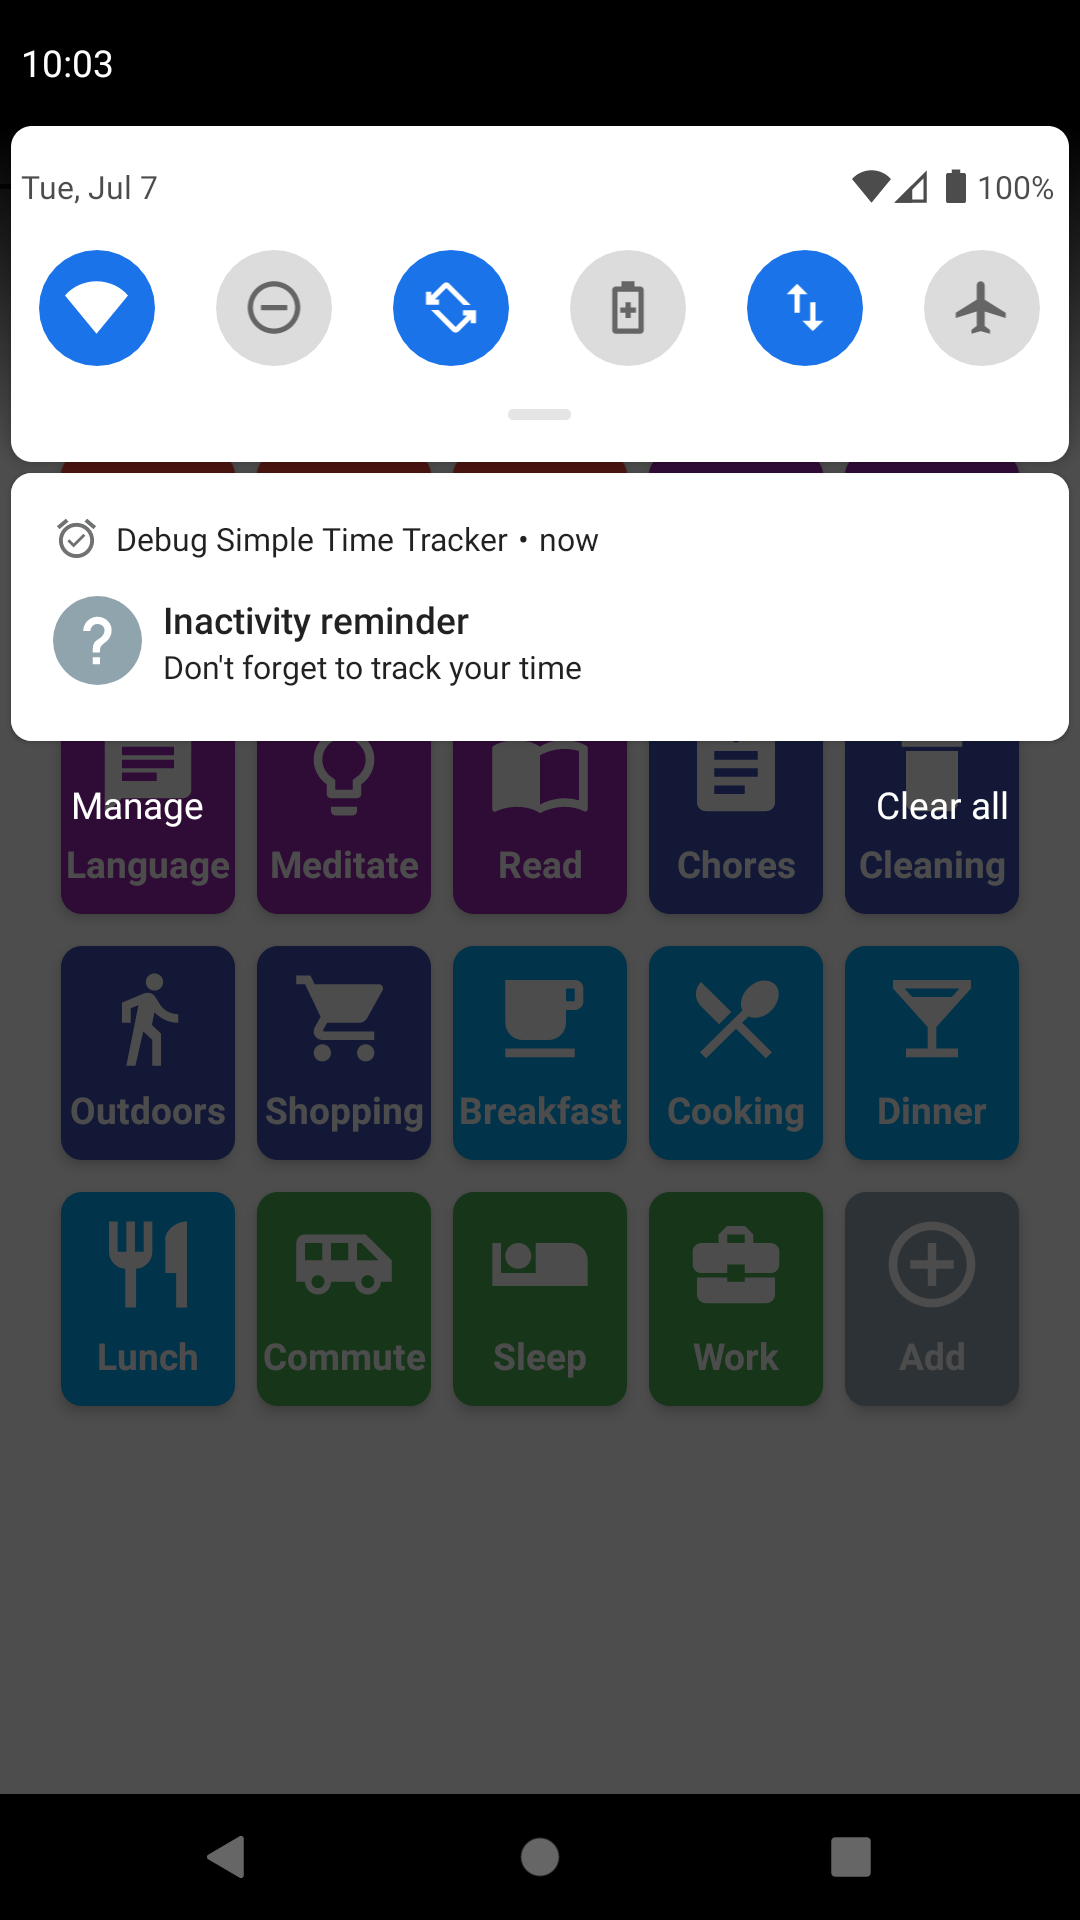 10:03
Tue, Jul 7
100%
Debug Simple Time Tracker • now
Inactivity reminder
Don't forget to track your time
Manage
Clear all
Language
Meditate
Read
Chores
Cleaning
Outdoors
Shopping
Breakfast
Cooking
Dinner
Lunch
Commute
Sleep
Work
Add